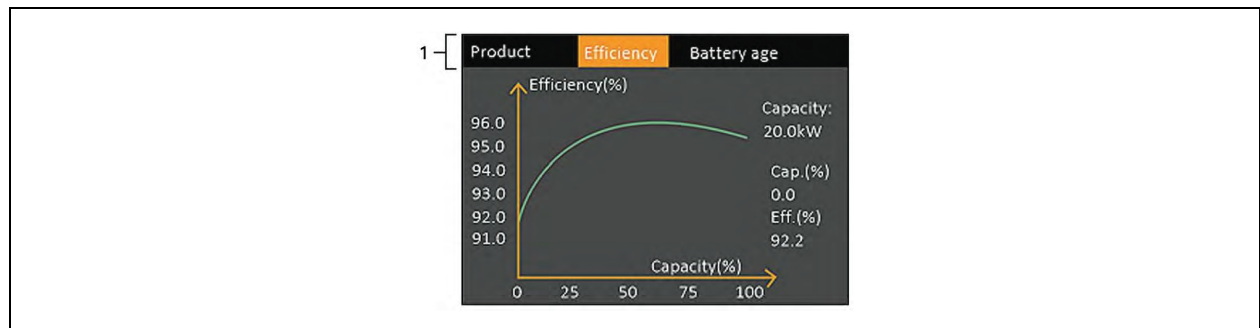 1
Product Efficiency Battery age
Efficiency(%)
Capacity:
20.0kW
96.0
95.0
94.0
93.0
92.0
91.0
Cap.(%)
0.0
Eff.(%)
92.2
Capacity(%)
0 25 50 75 100